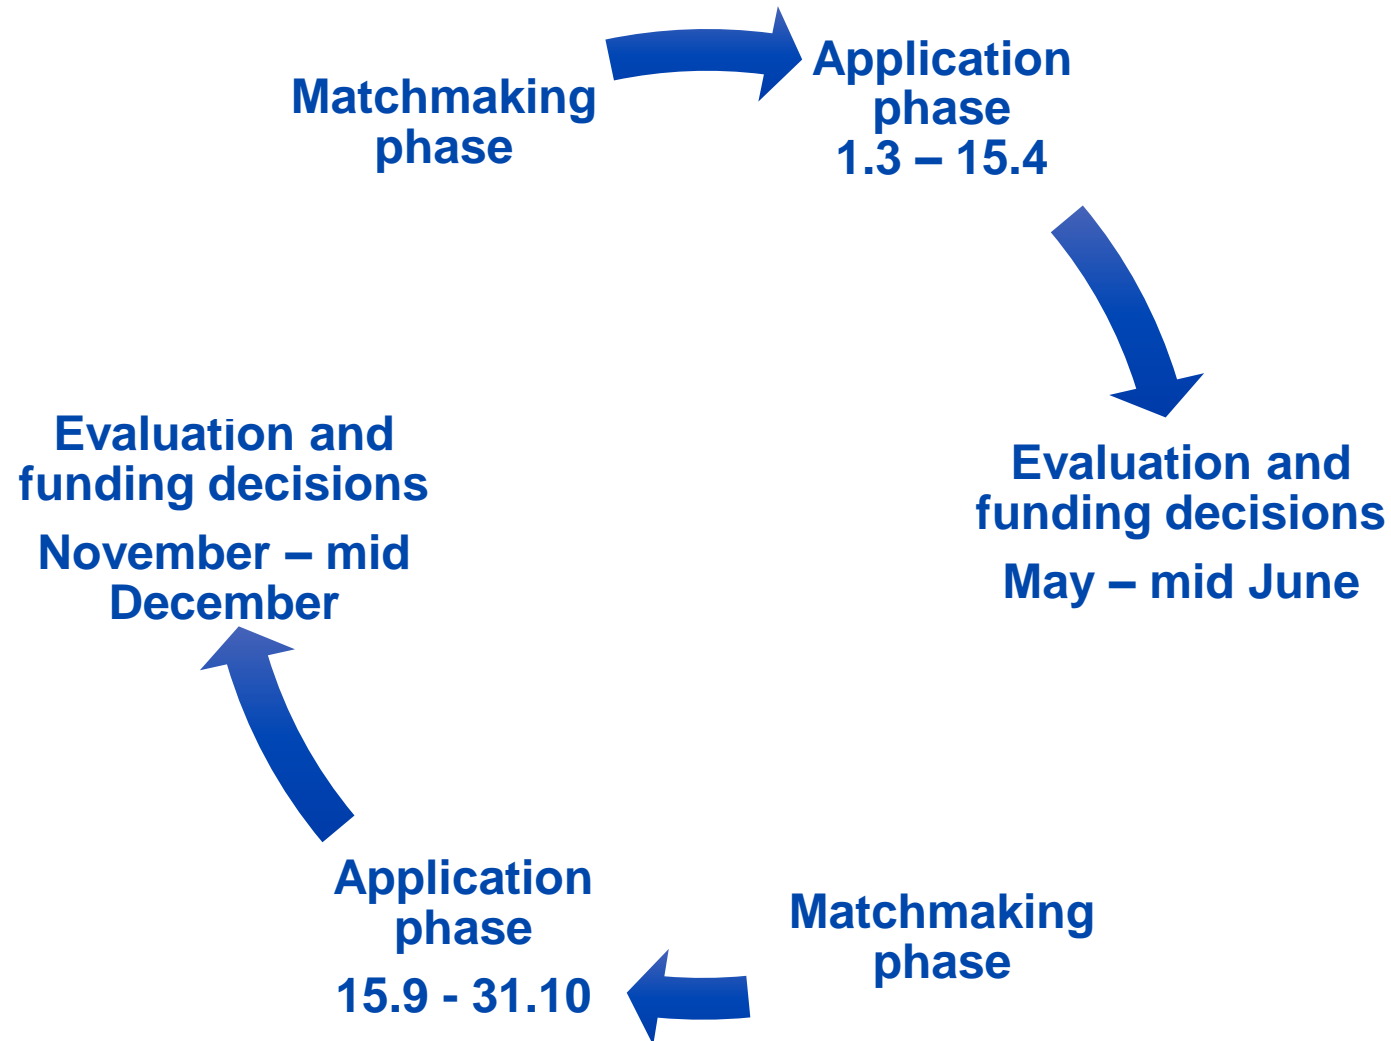 Matchmaking
phase
Application
phase
1.3 – 15.4
Evaluation and
funding decisions
May – mid June
Matchmaking
phase
Application
phase
15.9 - 31.10
Evaluation and
funding decisions
November – mid
December